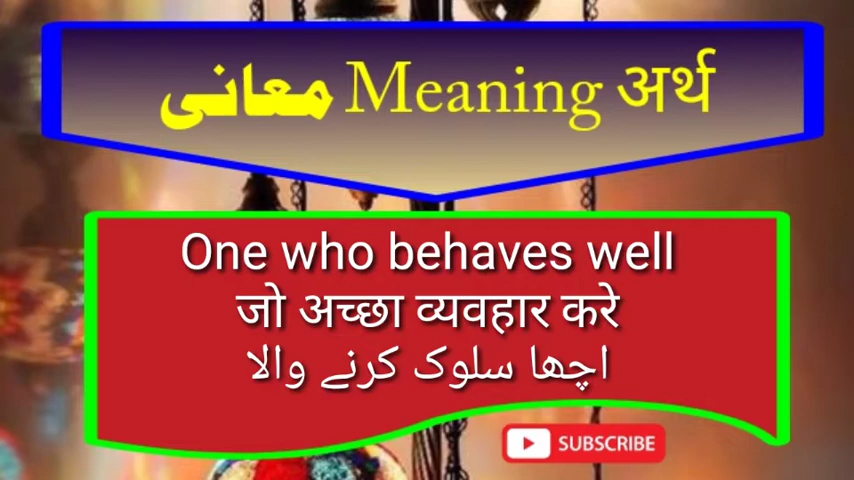 معانی Meaning अर्थ
One who behaves well
जो अच्छा व्यवहार करे
اچھا سلوک کرنے والا
SUBSCRIBE